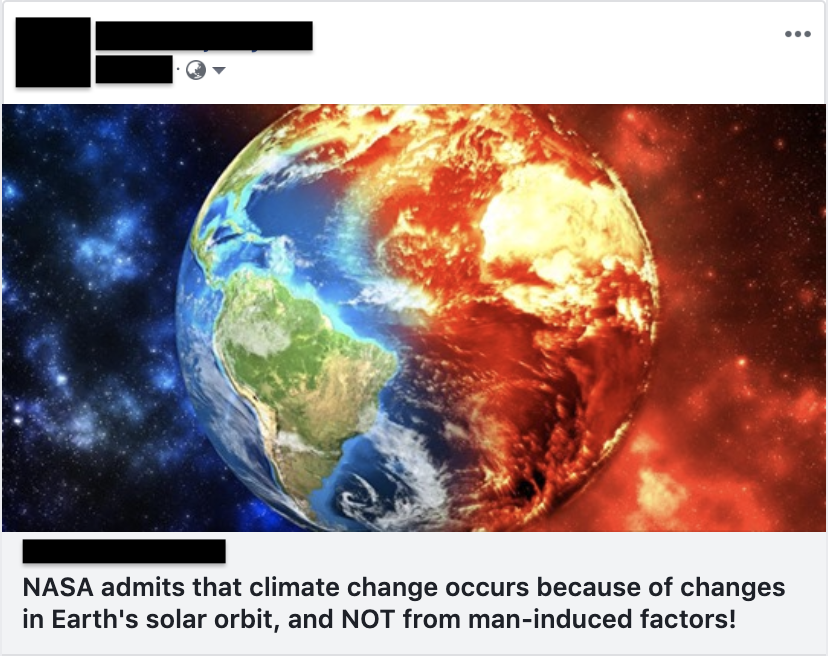 NASA admits that climate change occurs because of changes
in Earth's solar orbit, and NOT from man-induced factors!